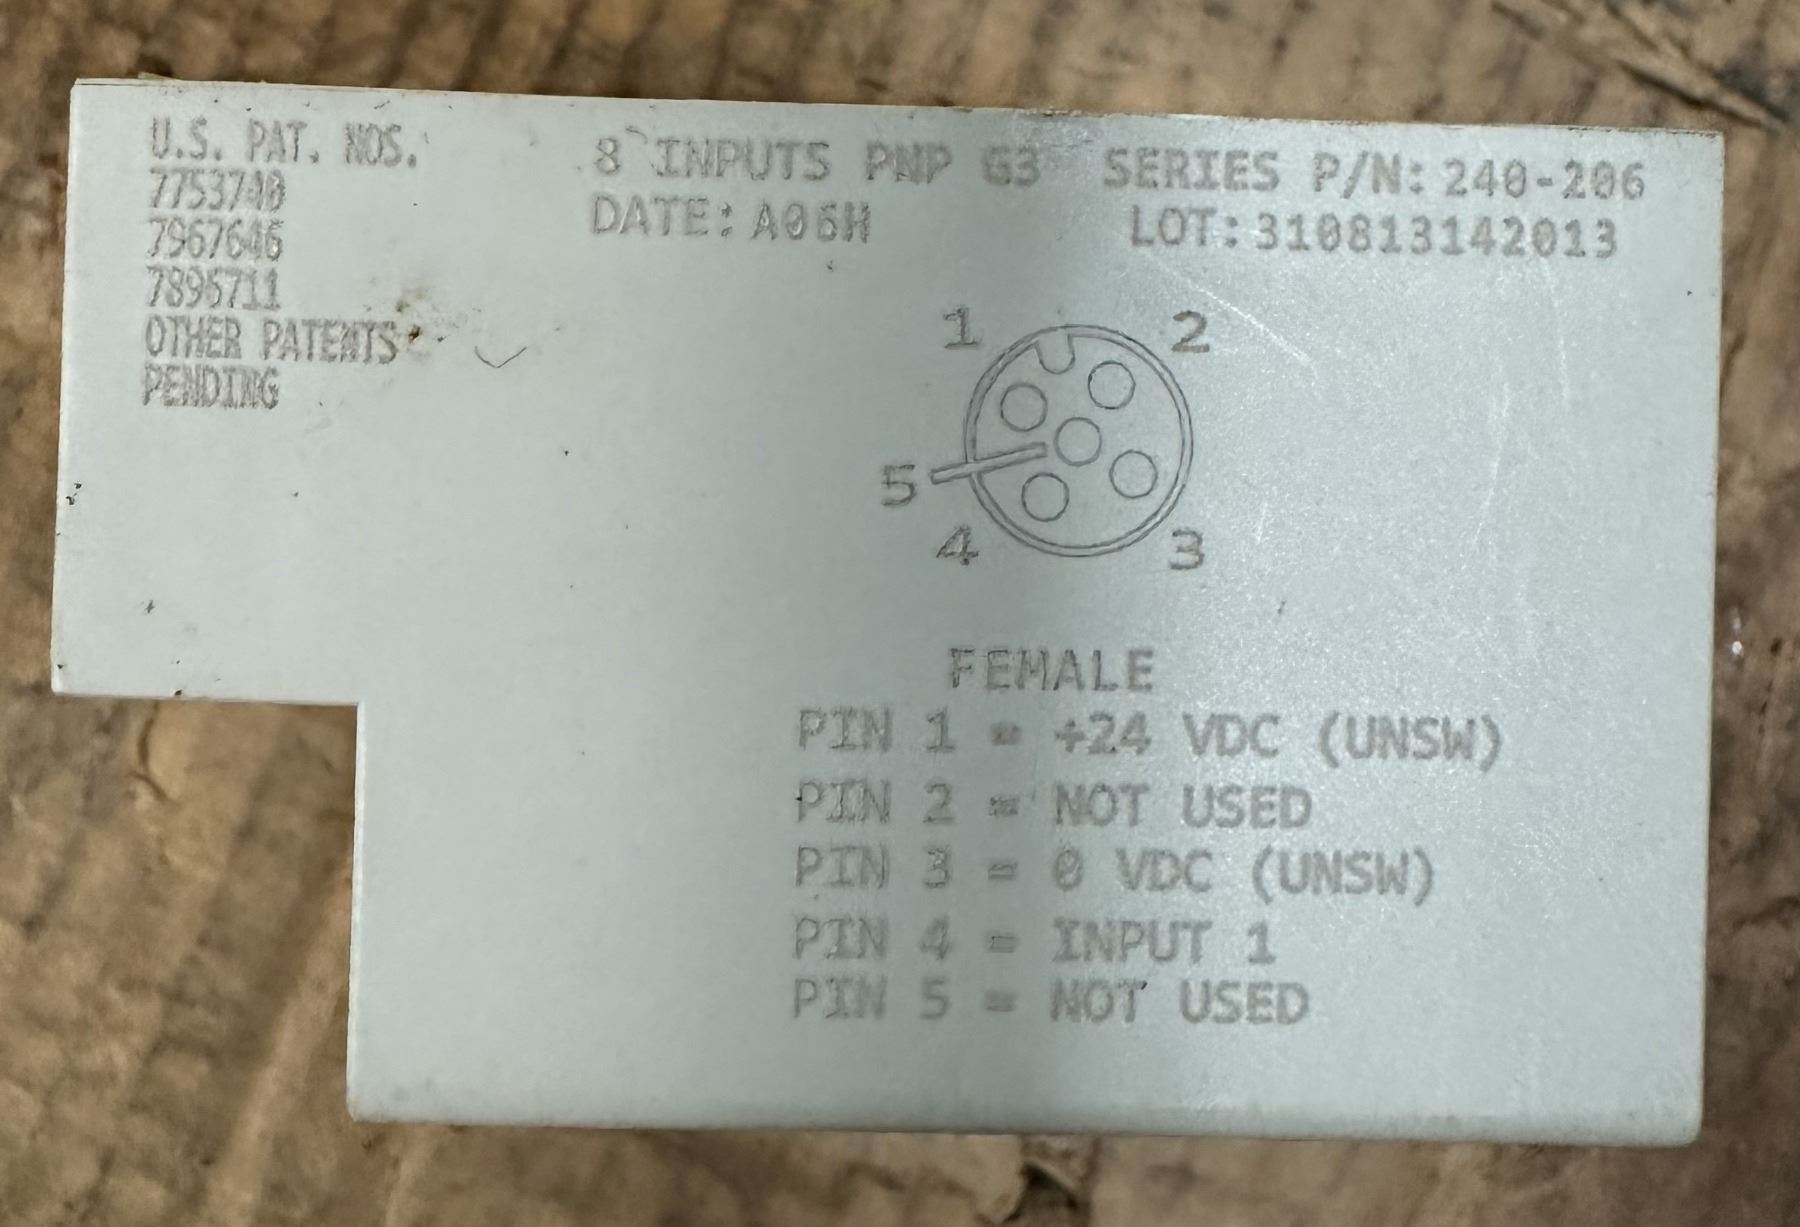 U.S. PAT. NOS.
7753740
7967646
7896711
OTHER PATENTS
PENDING
8 INPUTS PNP G3 SERIES P/N: 240-206
DATE: A06H LOT: 310813142013
1 2
5
4 3
FEMALE
PIN 1 = +24 VDC (UNSW)
PIN 2 = NOT USED
PIN 3 = 0 VDC (UNSW)
PIN 4 = INPUT 1
PIN 5 = NOT USED